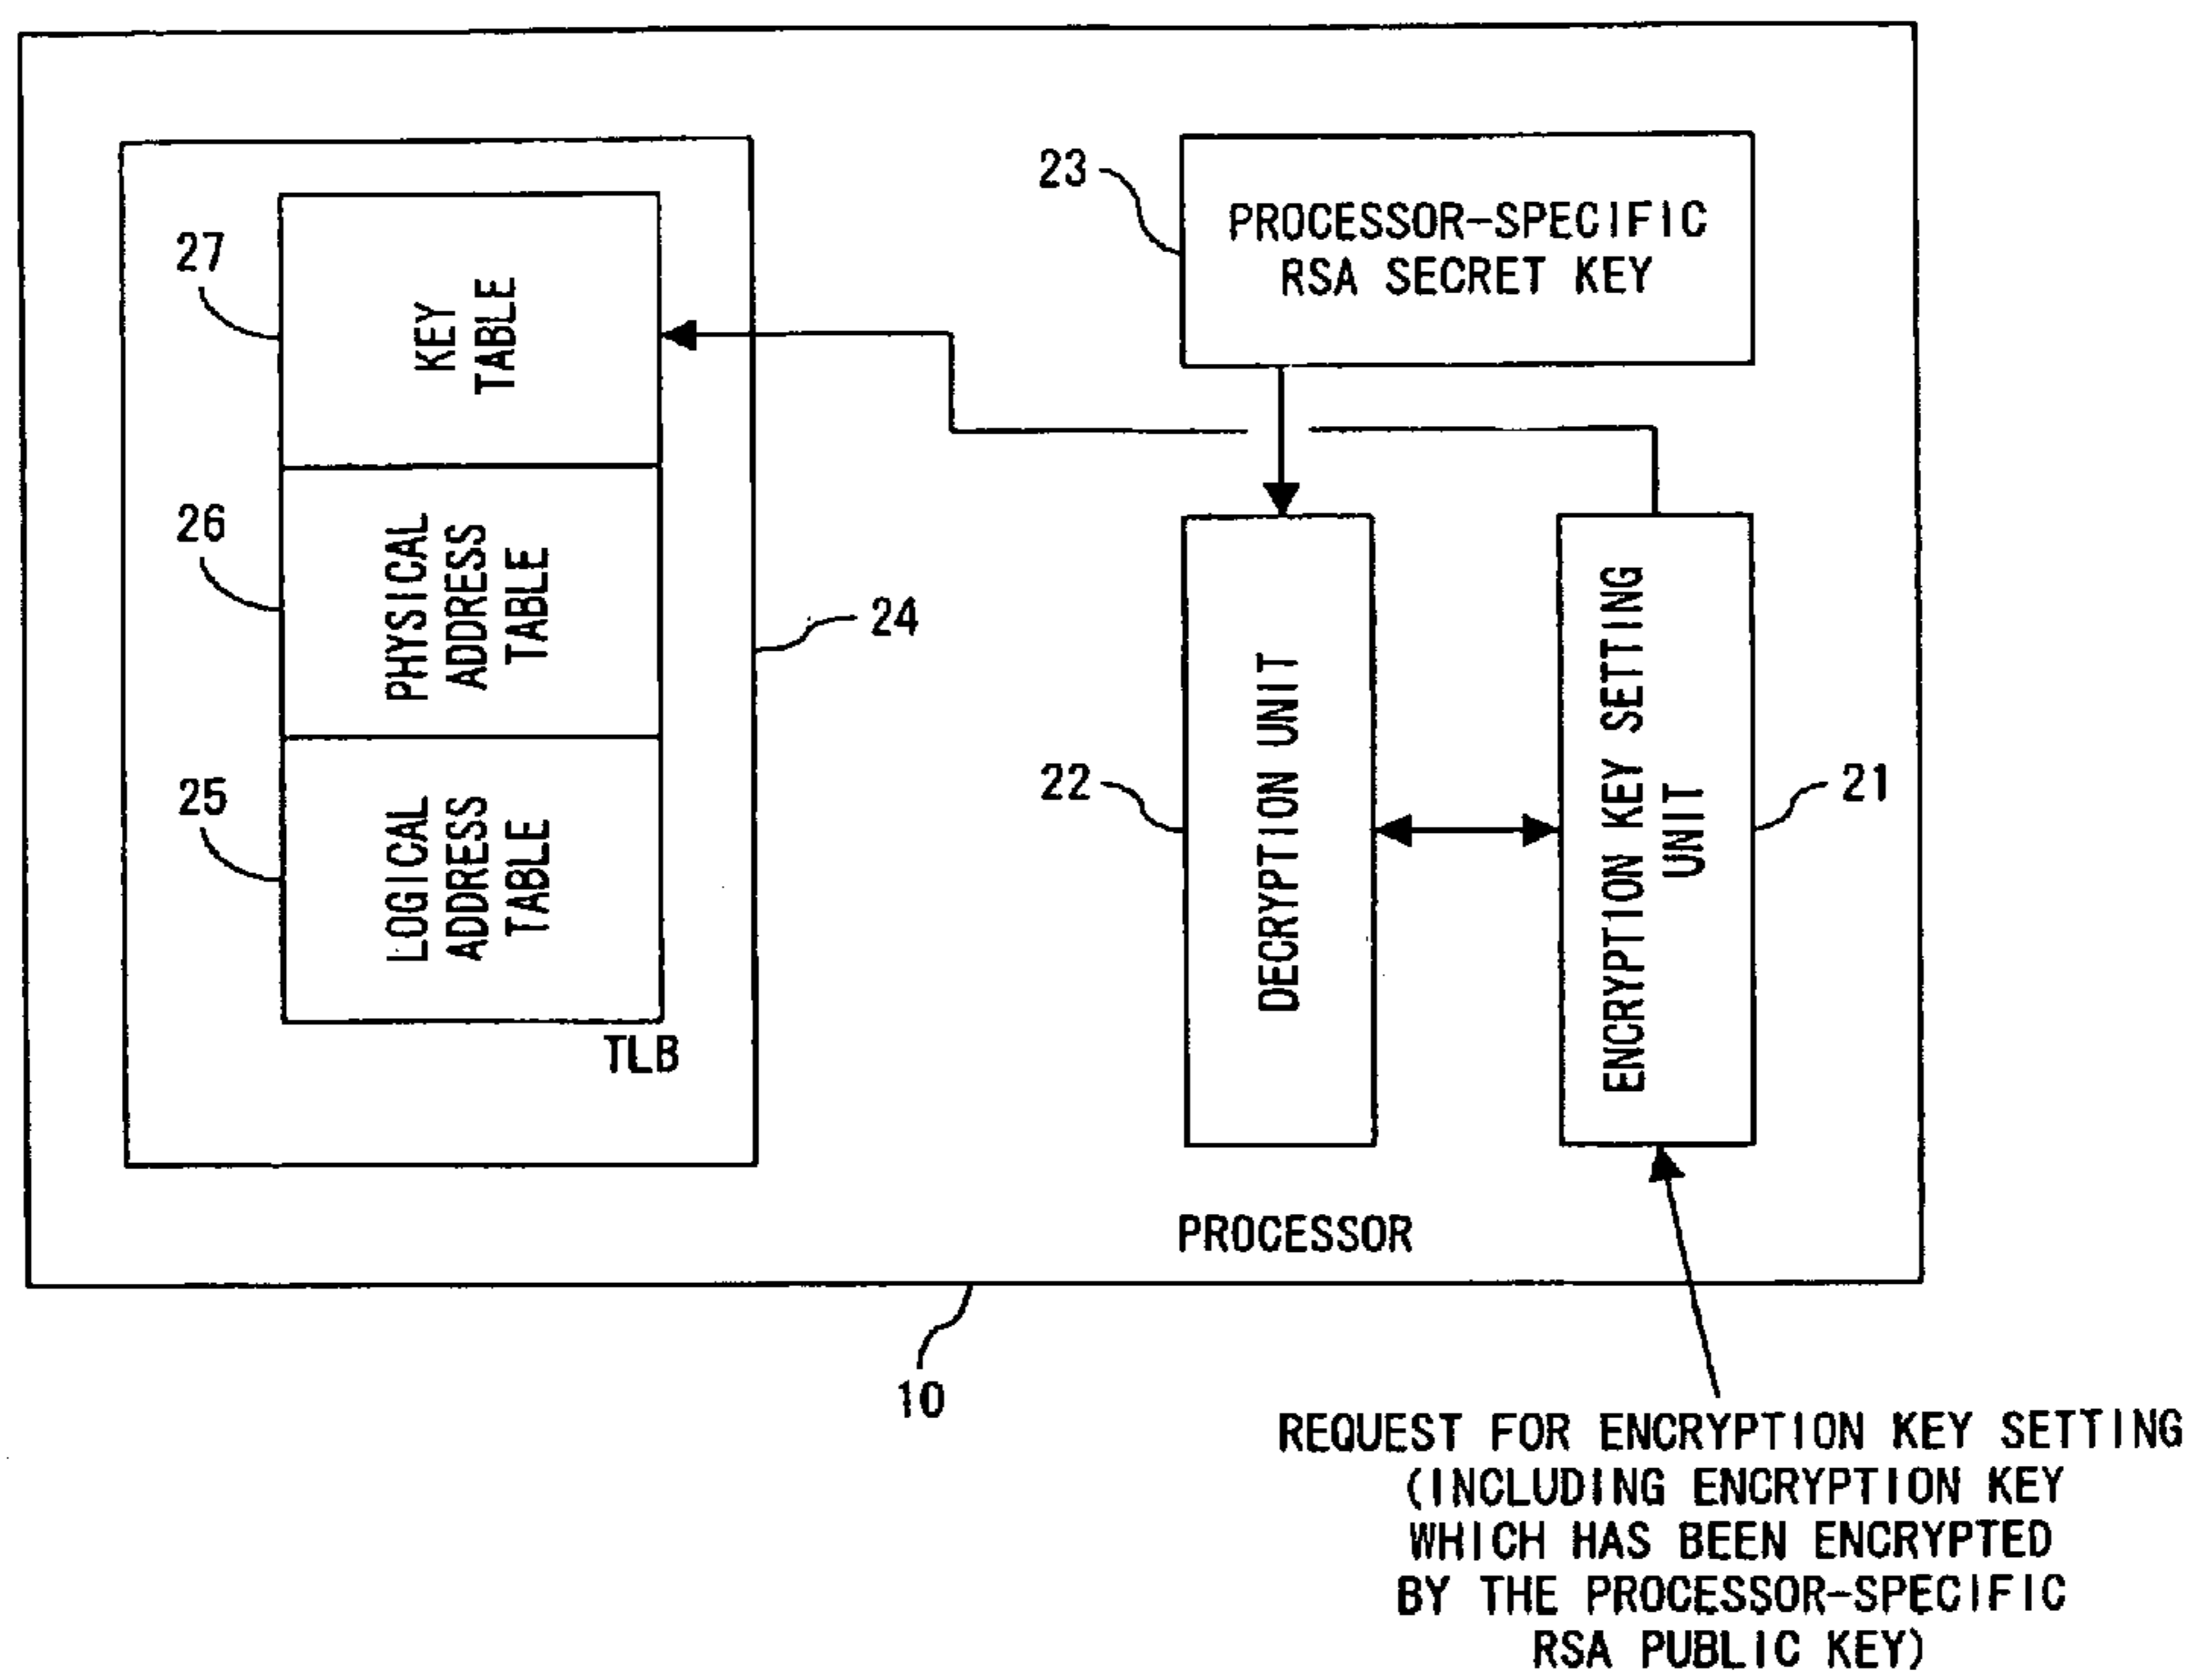 23
PROCESSOR-SPECIFIC
RSA SECRET KEY
27
KEY
TABLE
26
PHYSICAL
ADDRESS
TABLE
24
25
LOGICAL
ADDRESS
TABLE
TLB
22
DECRYPTION UNIT
ENCRYPTION KEY SETTING
UNIT
21
PROCESSOR
10
REQUEST FOR ENCRYPTION KEY SETTING
(INCLUDING ENCRYPTION KEY
WHICH HAS BEEN ENCRYPTED
BY THE PROCESSOR-SPECIFIC
RSA PUBLIC KEY)